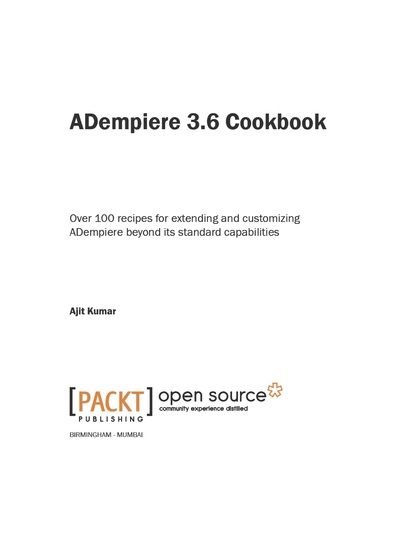 ADempiere 3.6 Cookbook
Over 100 recipes for extending and customizing
ADempiere beyond its standard capabilities
Ajit Kumar
[PACKT] open source
PUBLISHING community experience distilled
BIRMINGHAM - MUMBAI